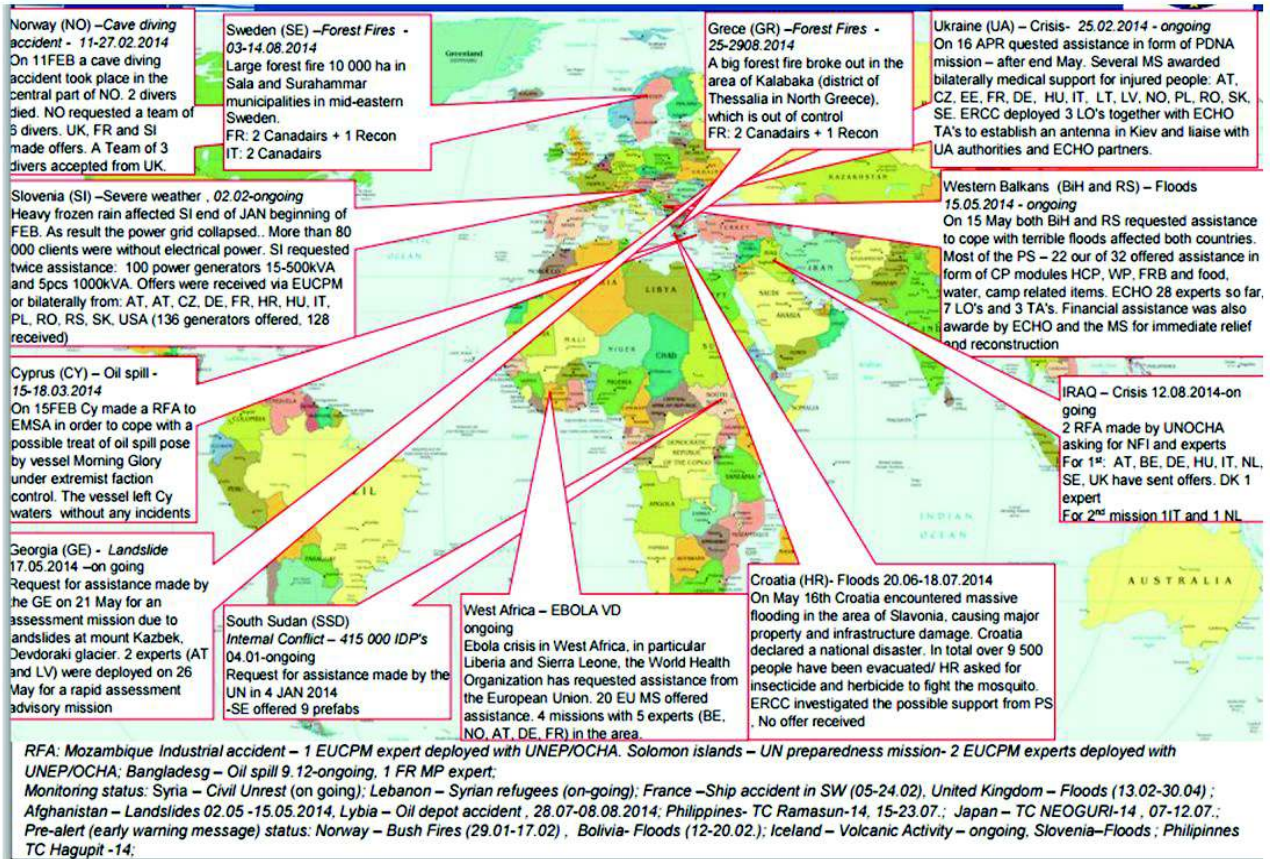 Norway (NO) –Cave diving
accident - 11-27.02.2014
On 11FEB a cave diving
accident took place in the
central part of NO. 2 divers
died. NO requested a team of
6 divers. UK, FR and SI
made offers. A Team of 3
divers accepted from UK.
Sweden (SE) –Forest Fires -
03-14.08.2014
Large forest fire 10 000 ha in
Sala and Surahammar
municipalities in mid-eastern
Sweden.
FR: 2 Canadairs + 1 Recon
IT: 2 Canadairs
Grece (GR) –Forest Fires -
25-2908.2014
A big forest fire broke out in the
area of Kalabaka (district of
Thessalia in North Greece),
which is out of control
FR: 2 Canadairs + 1 Recon
Ukraine (UA) – Crisis- 25.02.2014 - ongoing
On 16 APR quested assistance in form of PDNA
mission – after end May. Several MS awarded
bilaterally medical support for injured people: AT,
CZ, EE, FR, DE, HU, IT, LT, LV, NO, PL, RO, SK,
SE. ERCC deployed 3 LO's together with ECHO
TA's to establish an antenna in Kiev and liaise with
UA authorities and ECHO partners.
Slovenia (SI) –Severe weather , 02.02-ongoing
Heavy frozen rain affected SI end of JAN beginning of
FEB. As result the power grid collapsed.. More than 80
000 clients were without electrical power. SI requested
twice assistance: 100 power generators 15-500kVA
and 5pcs 1000kVA. Offers were received via EUCPM
or bilaterally from: AT, AT, CZ, DE, FR, HR, HU, IT,
PL, RO, RS, SK, USA (136 generators offered, 128
received)
Western Balkans (BiH and RS) – Floods
15.05.2014 - ongoing
On 15 May both BiH and RS requested assistance
to cope with terrible floods affected both countries.
Most of the PS – 22 our of 32 offered assistance in
form of CP modules HCP, WP, FRB and food,
water, camp related items. ECHO 28 experts so far,
7 LO's and 3 TA's. Financial assistance was also
awarde by ECHO and the MS for immediate relief
and reconstruction
Cyprus (CY) – Oil spill -
15-18.03.2014
On 15FEB Cy made a RFA to
EMSA in order to cope with a
possible treat of oil spill pose
by vessel Morning Glory
under extremist faction
control. The vessel left Cy
waters without any incidents
IRAQ – Crisis 12.08.2014-on
going
2 RFA made by UNOCHA
asking for NFI and experts
For 1st: AT, BE, DE, HU, IT, NL,
SE, UK have sent offers. DK 1
expert
For 2nd mission 1IT and 1 NL
Georgia (GE) - Landslide
17.05.2014 –on going
Request for assistance made by
the GE on 21 May for an
assessment mission due to
landslides at mount Kazbek,
Devdoraki glacier. 2 experts (AT
and LV) were deployed on 26
May for a rapid assessment
advisory mission
South Sudan (SSD)
Internal Conflict – 415 000 IDP's
04.01-ongoing
Request for assistance made by the
UN in 4 JAN 2014
-SE offered 9 prefabs
West Africa – EBOLA VD
ongoing
Ebola crisis in West Africa, in particular
Liberia and Sierra Leone, the World Health
Organization has requested assistance from
the European Union. 20 EU MS offered
assistance. 4 missions with 5 experts (BE,
NO, AT, DE, FR) in the area.
Croatia (HR)- Floods 20.06-18.07.2014
On May 16th Croatia encountered massive
flooding in the area of Slavonia, causing major
property and infrastructure damage. Croatia
declared a national disaster. In total over 9 500
people have been evacuated/ HR asked for
insecticide and herbicide to fight the mosquito.
ERCC investigated the possible support from PS
. No offer received
Greenland
KAZAKHSTAN
TURKEY
IRAN
LIBYA
SAUDI
ARABIA
MALI
NIGER
CHAD
SOMALIA
DEMOCRATIC
REPUBLIC
OF THE CONGO
TANZANIA
ANGOLA
INDIAN
OCEAN
AUSTRALIA
RFA: Mozambique Industrial accident – 1 EUCPM expert deployed with UNEP/OCHA. Solomon islands – UN preparedness mission- 2 EUCPM experts deployed with
UNEP/OCHA; Bangladesg – Oil spill 9.12-ongoing, 1 FR MP expert;
Monitoring status: Syria – Civil Unrest (on going); Lebanon – Syrian refugees (on-going); France –Ship accident in SW (05-24.02), United Kingdom – Floods (13.02-30.04) ;
Afghanistan – Landslides 02.05 -15.05.2014, Lybia – Oil depot accident , 28.07-08.08.2014; Philippines- TC Ramasun-14, 15-23.07.; Japan – TC NEOGURI-14 , 07-12.07.;
Pre-alert (early warning message) status: Norway – Bush Fires (29.01-17.02) , Bolivia- Floods (12-20.02.); Iceland – Volcanic Activity – ongoing, Slovenia–Floods ; Philipinnes
TC Hagupit -14;